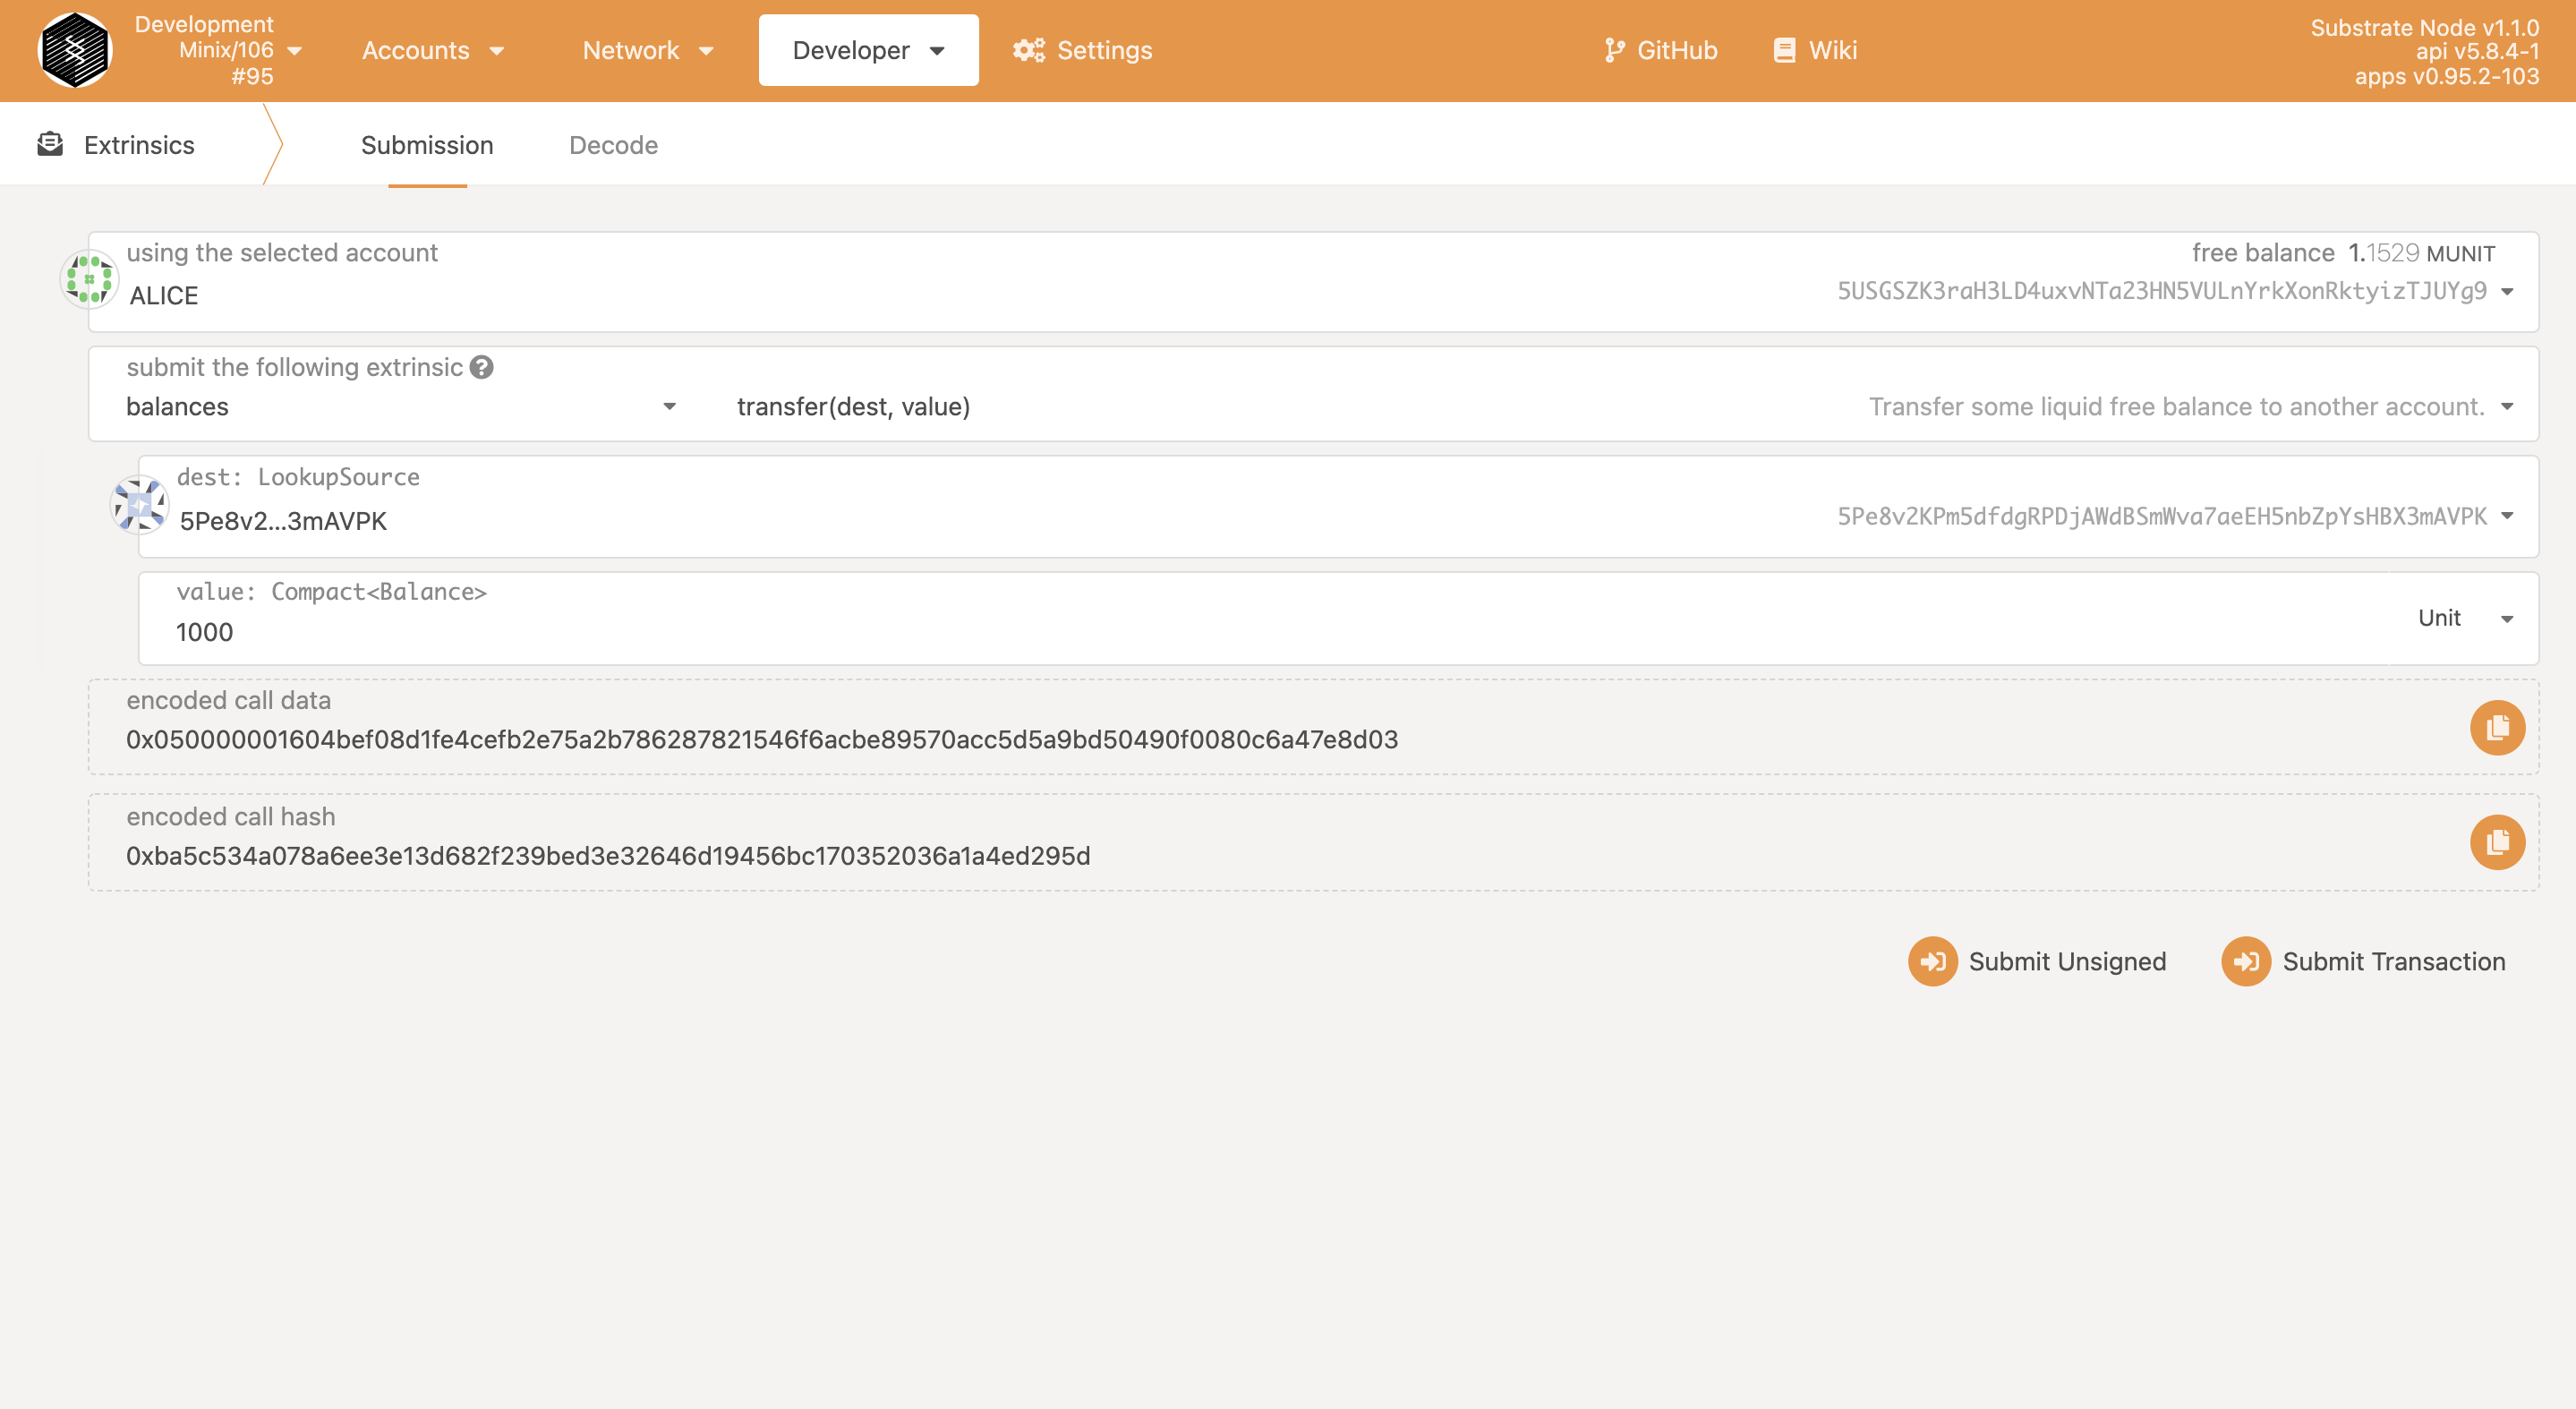 Development
Minix/106
#95
Accounts
Network
Developer
Settings
GitHub
Wiki
Substrate Node v1.1.0
api v5.8.4-1
apps v0.95.2-103
Extrinsics
Submission
Decode
using the selected account
free balance 1.1529 MUNIT
ALICE
5USGSZK3raH3LD4uxvNTa23HN5VULnYrkXonRktyizTJUYg9
submit the following extrinsic ?
balances
transfer(dest, value)
Transfer some liquid free balance to another account.
dest: LookupSource
5Pe8v2...3mAVPK
5Pe8v2KPm5dfdgRPDjAWdBSmWva7aeEH5nbZpYsHBX3mAVPK
value: Compact<Balance>
1000
Unit
encoded call data
0x050000001604bef08d1fe4cefb2e75a2b786287821546f6acbe89570acc5d5a9bd50490f0080c6a47e8d03
encoded call hash
0xba5c534a078a6ee3e13d682f239bed3e32646d19456bc170352036a1a4ed295d
Submit Unsigned
Submit Transaction